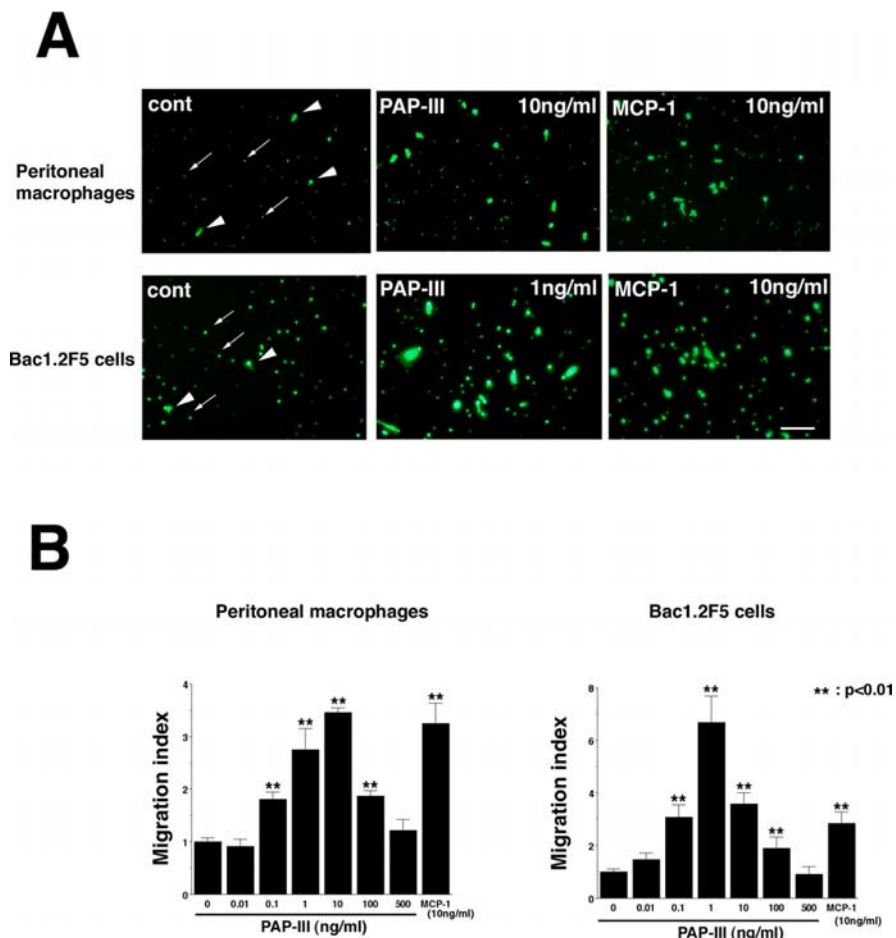 A
cont
PAP-III 10ng/ml
MCP-1 10ng/ml
Peritoneal
macrophages
cont
PAP-III 1ng/ml
MCP-1 10ng/ml
Bac1.2F5 cells
B
Peritoneal macrophages
Migration index
4
3
2
1
0
**
**
**
**
**
0 0.01 0.1 1 10 100 500 MCP-1
(10ng/ml)
PAP-III (ng/ml)
Bac1.2F5 cells
** : p<0.01
Migration index
8
6
4
2
0
**
**
**
**
**
0 0.01 0.1 1 10 100 500 MCP-1
(10ng/ml)
PAP-III (ng/ml)